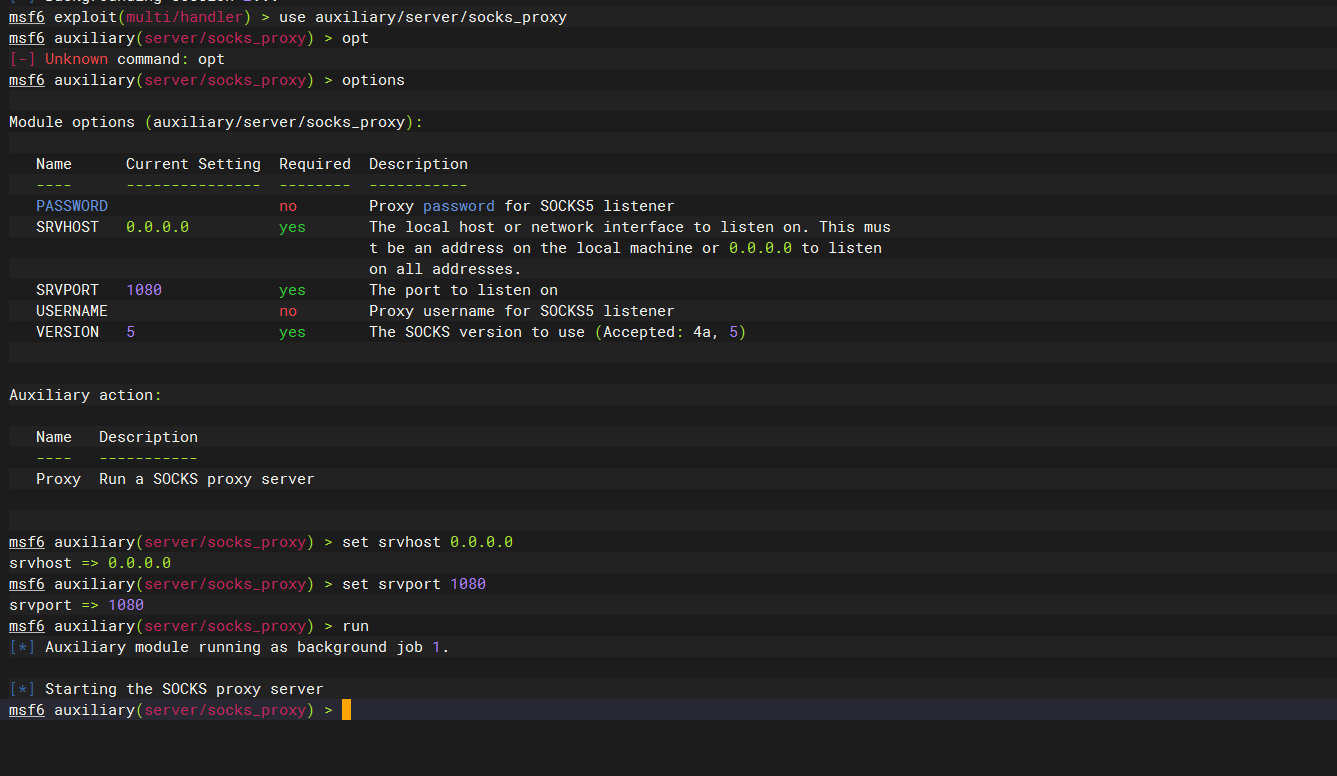 msf6 exploit(multi/handler) > use auxiliary/server/socks_proxy
msf6 auxiliary(server/socks_proxy) > opt
[-] Unknown command: opt
msf6 auxiliary(server/socks_proxy) > options
Module options (auxiliary/server/socks_proxy):
Name Current Setting Required Description
---- --------------- -------- -----------
PASSWORD no Proxy password for SOCKS5 listener
SRVHOST 0.0.0.0 yes The local host or network interface to listen on. This mus
t be an address on the local machine or 0.0.0.0 to listen
on all addresses.
SRVPORT 1080 yes The port to listen on
USERNAME no Proxy username for SOCKS5 listener
VERSION 5 yes The SOCKS version to use (Accepted: 4a, 5)
Auxiliary action:
Name Description
---- -----------
Proxy Run a SOCKS proxy server
msf6 auxiliary(server/socks_proxy) > set srvhost 0.0.0.0
srvhost => 0.0.0.0
msf6 auxiliary(server/socks_proxy) > set srvport 1080
srvport => 1080
msf6 auxiliary(server/socks_proxy) > run
[*] Auxiliary module running as background job 1.
[*] Starting the SOCKS proxy server
msf6 auxiliary(server/socks_proxy) >